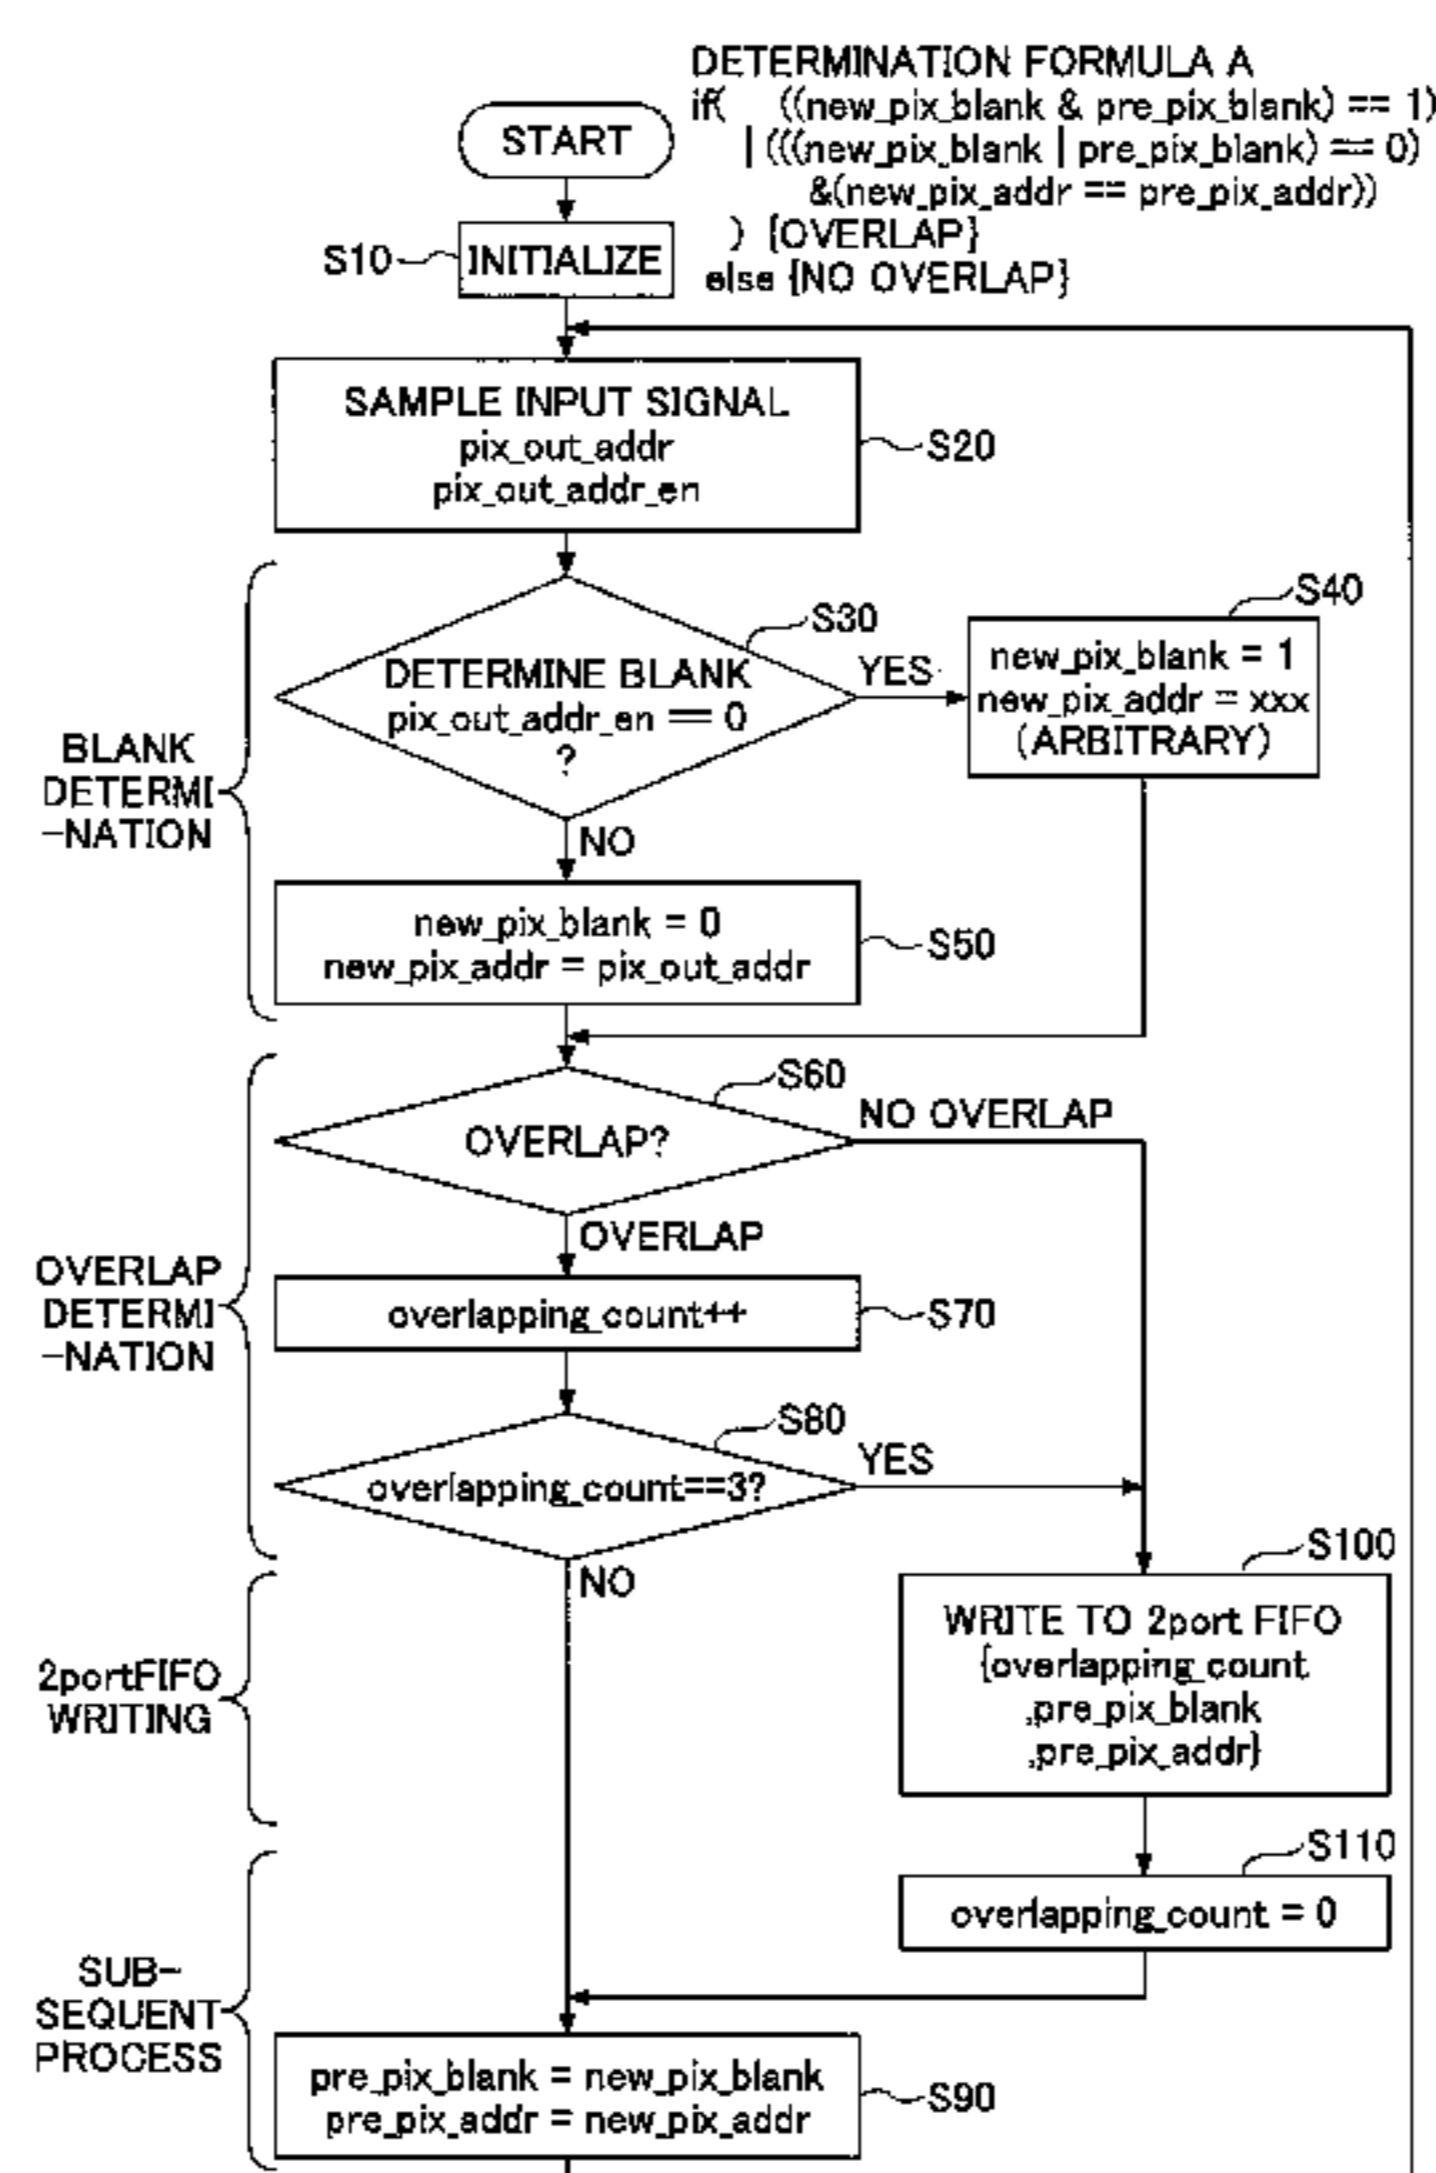 DETERMINATION FORMULA A
if( ((new_pix_blank & pre_pix_blank) == 1)
| (((new_pix_blank | pre_pix_blank) == 0)
&(new_pix_addr == pre_pix_addr))
) {OVERLAP}
else {NO OVERLAP}
START
S10
INITIALIZE
SAMPLE INPUT SIGNAL
pix_out_addr
pix_out_addr_en
S20
BLANK
DETERMI
-NATION
S30
DETERMINE BLANK
pix_out_addr_en == 0
?
YES
NO
S40
new_pix_blank = 1
new_pix_addr = xxx
(ARBITRARY)
new_pix_blank = 0
new_pix_addr = pix_out_addr
S50
OVERLAP
DETERMI
-NATION
S60
OVERLAP?
NO OVERLAP
OVERLAP
overlapping_count++
S70
S80
overlapping_count==3?
YES
NO
2portFIFO
WRITING
S100
WRITE TO 2port FIFO
{overlapping_count
,pre_pix_blank
,pre_pix_addr}
S110
overlapping_count = 0
SUB-
SEQUENT
PROCESS
pre_pix_blank = new_pix_blank
pre_pix_addr = new_pix_addr
S90